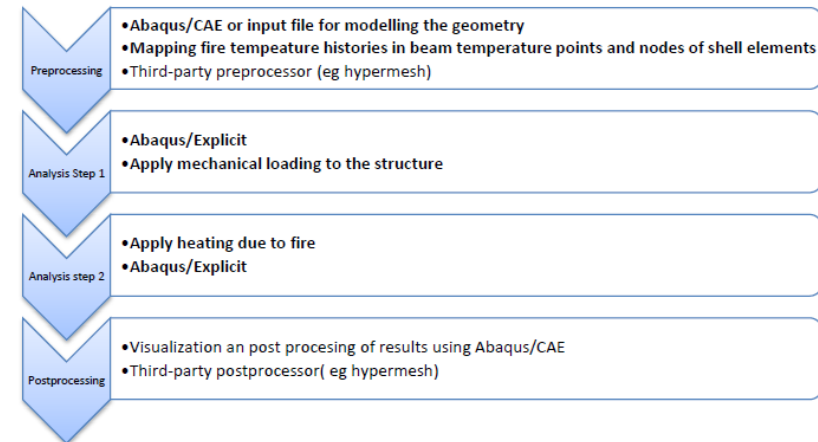 Preprocessing
•Abaqus/CAE or input file for modelling the geometry
•Mapping fire tempeature histories in beam temperature points and nodes of shell elements
•Third-party preprocessor (eg hypermesh)
Analysis Step 1
•Abaqus/Explicit
•Apply mechanical loading to the structure
Analysis step 2
•Apply heating due to fire
•Abaqus/Explicit
Postprocessing
•Visualization an post procesing of results using Abaqus/CAE
•Third-party postprocessor( eg hypermesh)